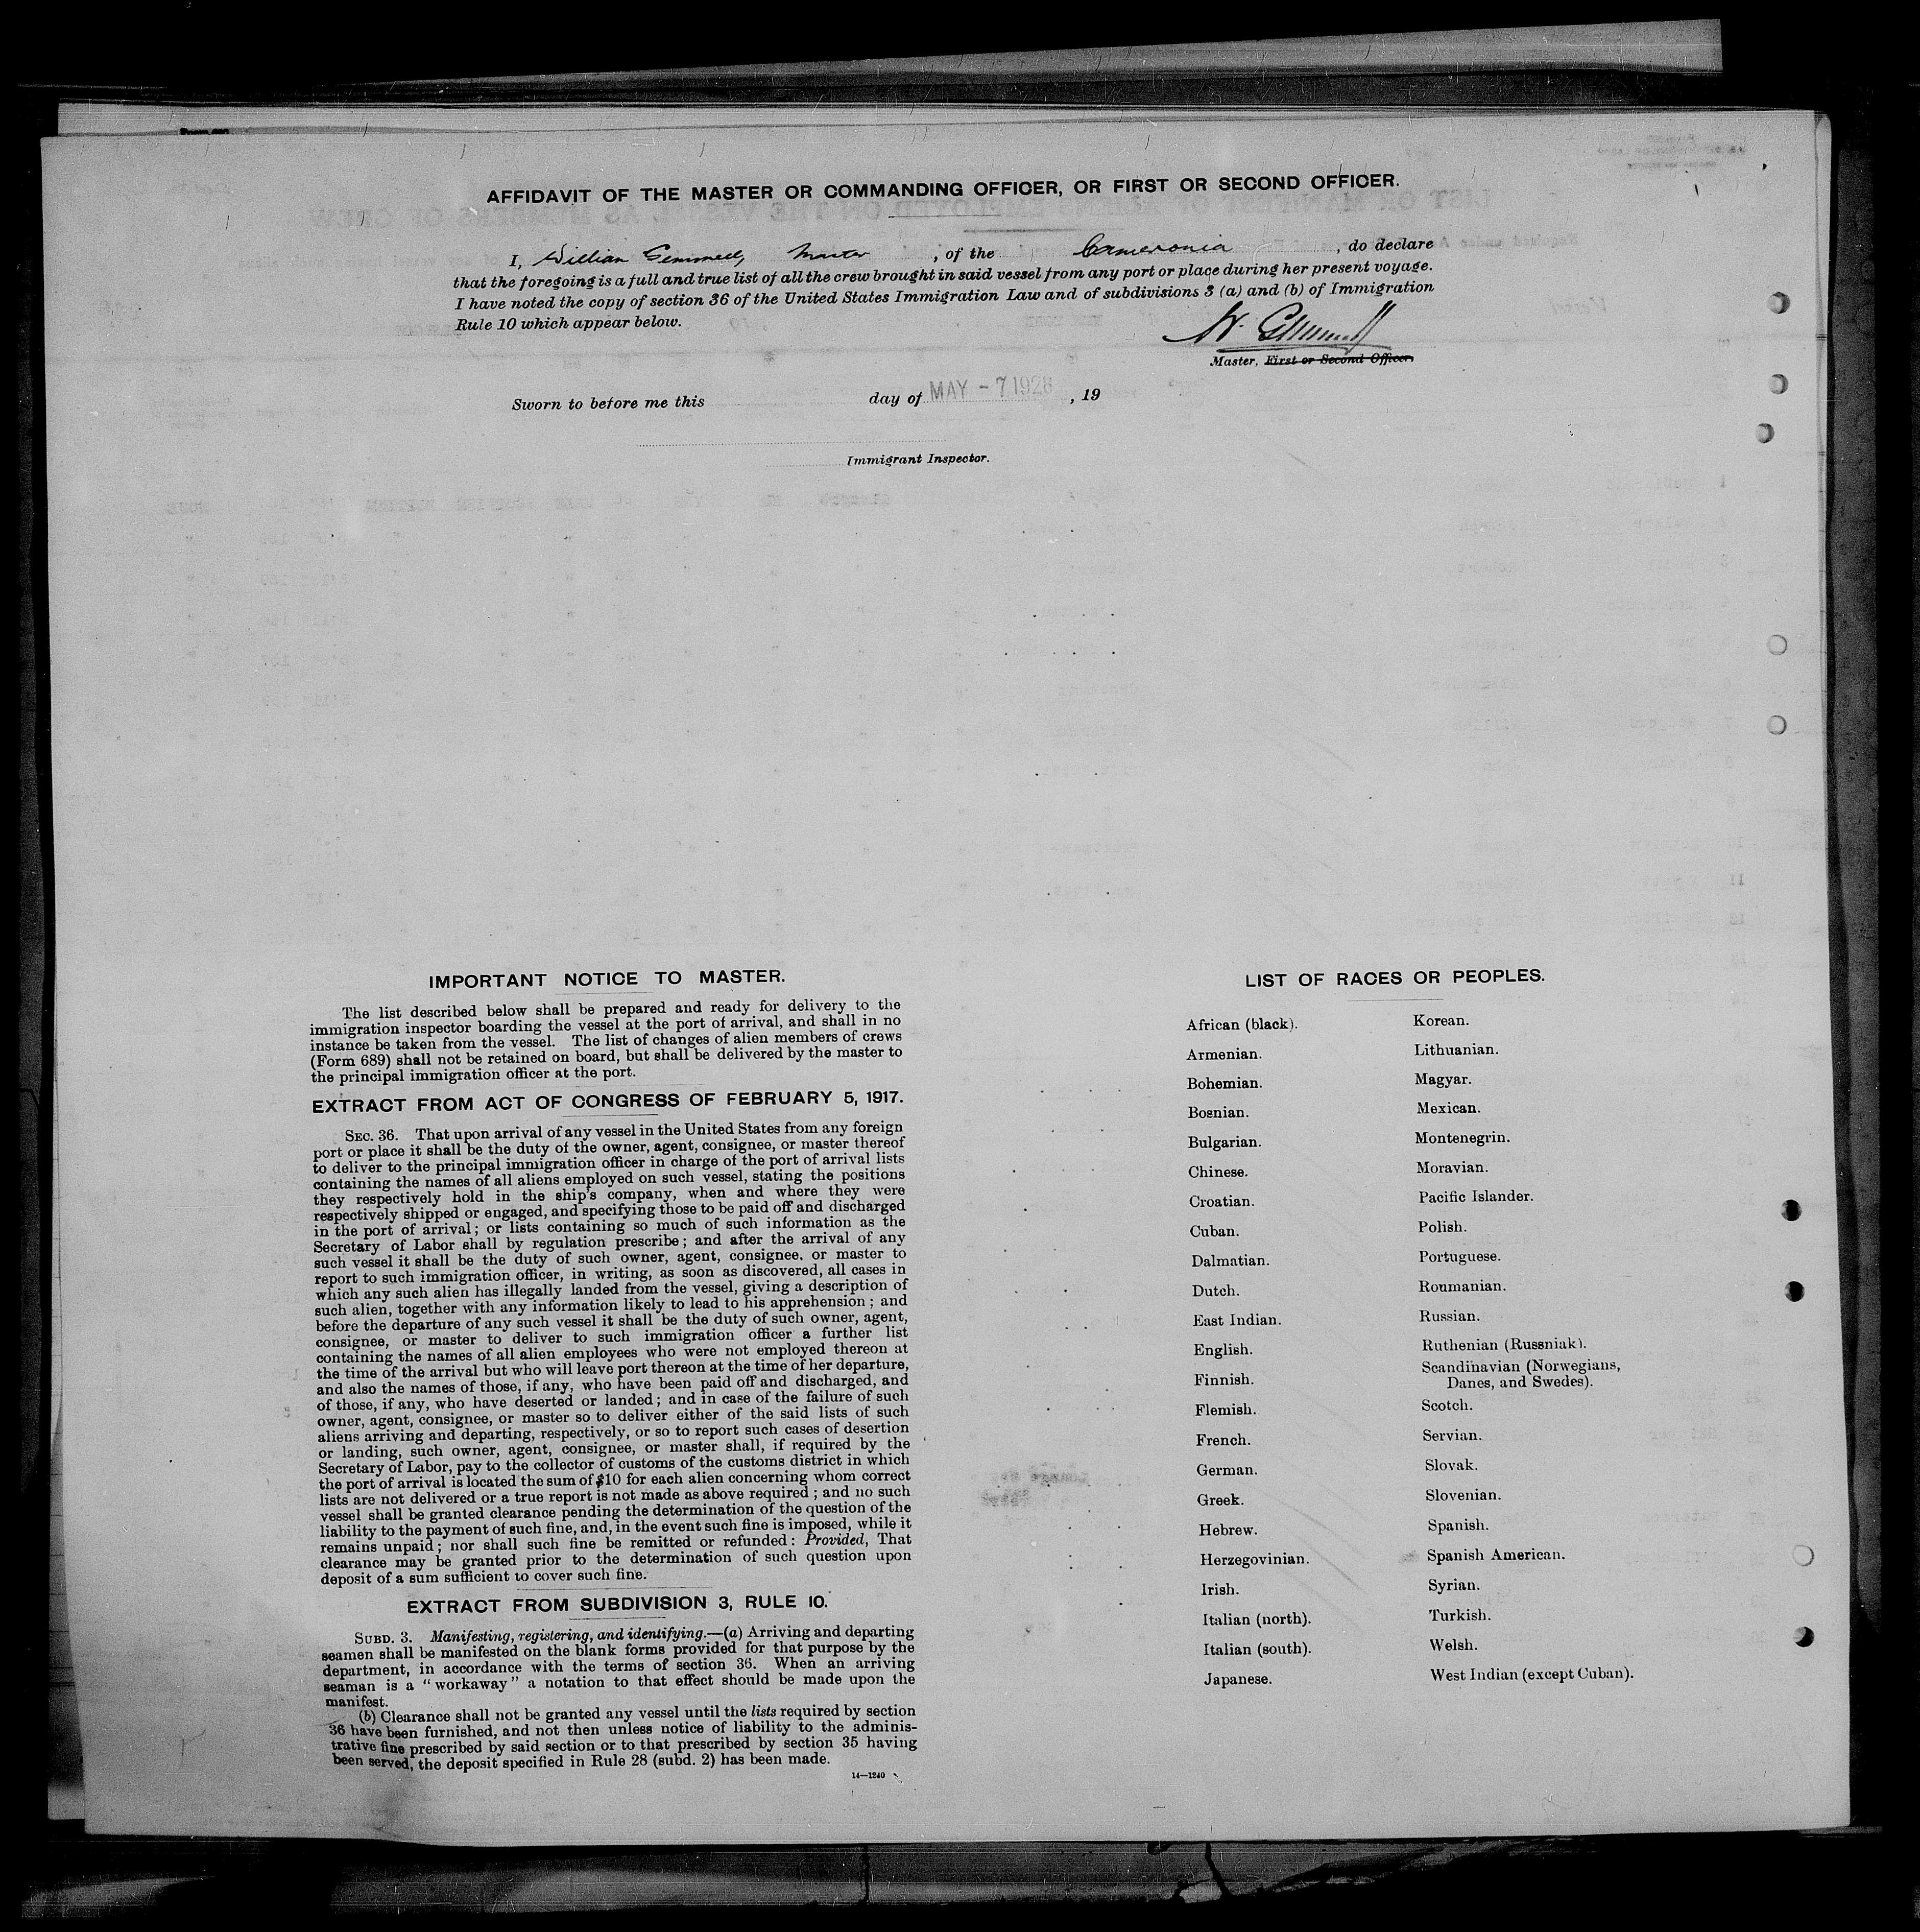 AFFIDAVIT OF THE MASTER OR COMMANDING OFFICER, OR FIRST OR SECOND OFFICER.
I, William Gemmell, Master , of the Cameronia , do declare
that the foregoing is a full and true list of all the crew brought in said vessel from any port or place during her present voyage.
I have noted the copy of section 36 of the United States Immigration Law and of subdivisions 3 (a) and (b) of Immigration
Rule 10 which appear below.
W. Gemmell
Master, First or Second Officer.
Sworn to before me this day of MAY - 7 1928 , 19
Immigrant Inspector.
IMPORTANT NOTICE TO MASTER.
The list described below shall be prepared and ready for delivery to the
immigration inspector boarding the vessel at the port of arrival, and shall in no
instance be taken from the vessel. The list of changes of alien members of crews
(Form 689) shall not be retained on board, but shall be delivered by the master to
the principal immigration officer at the port.
EXTRACT FROM ACT OF CONGRESS OF FEBRUARY 5, 1917.
SEC. 36. That upon arrival of any vessel in the United States from any foreign
port or place it shall be the duty of the owner, agent, consignee, or master thereof
to deliver to the principal immigration officer in charge of the port of arrival lists
containing the names of all aliens employed on such vessel, stating the positions
they respectively hold in the ship's company, when and where they were
respectively shipped or engaged, and specifying those to be paid off and discharged
in the port of arrival; or lists containing so much of such information as the
Secretary of Labor shall by regulation prescribe; and after the arrival of any
such vessel it shall be the duty of such owner, agent, consignee, or master to
report to such immigration officer, in writing, as soon as discovered, all cases in
which any such alien has illegally landed from the vessel, giving a description of
such alien, together with any information likely to lead to his apprehension; and
before the departure of any such vessel it shall be the duty of such owner, agent,
consignee, or master to deliver to such immigration officer a further list
containing the names of all alien employees who were not employed thereon at
the time of the arrival but who will leave port thereon at the time of her departure,
and also the names of those, if any, who have been paid off and discharged, and
of those, if any, who have deserted or landed; and in case of the failure of such
owner, agent, consignee, or master so to deliver either of the said lists of such
aliens arriving and departing, respectively, or so to report such cases of desertion
or landing, such owner, agent, consignee, or master shall, if required by the
Secretary of Labor, pay to the collector of customs of the customs district in which
the port of arrival is located the sum of $10 for each alien concerning whom correct
lists are not delivered or a true report is not made as above required; and no such
vessel shall be granted clearance pending the determination of the question of the
liability to the payment of such fine, and, in the event such fine is imposed, while it
remains unpaid; nor shall such fine be remitted or refunded: Provided, That
clearance may be granted prior to the determination of such question upon
deposit of a sum sufficient to cover such fine.
EXTRACT FROM SUBDIVISION 3, RULE 10.
SUBD. 3. Manifesting, registering, and identifying.—(a) Arriving and departing
seamen shall be manifested on the blank forms provided for that purpose by the
department, in accordance with the terms of section 36. When an arriving
seaman is a "workaway" a notation to that effect should be made upon the
manifest.
(b) Clearance shall not be granted any vessel until the lists required by section
36 have been furnished, and not then unless notice of liability to the adminis-
trative fine prescribed by said section or to that prescribed by section 35 having
been served, the deposit specified in Rule 28 (subd. 2) has been made.
14—1240
LIST OF RACES OR PEOPLES.
African (black).
Armenian.
Bohemian.
Bosnian.
Bulgarian.
Chinese.
Croatian.
Cuban.
Dalmatian.
Dutch.
East Indian.
English.
Finnish.
Flemish.
French.
German.
Greek.
Hebrew.
Herzegovinian.
Irish.
Italian (north).
Italian (south).
Japanese.
Korean.
Lithuanian.
Magyar.
Mexican.
Montenegrin.
Moravian.
Pacific Islander.
Polish.
Portuguese.
Roumanian.
Russian.
Ruthenian (Russniak).
Scandinavian (Norwegians,
Danes, and Swedes).
Scotch.
Servian.
Slovak.
Slovenian.
Spanish.
Spanish American.
Syrian.
Turkish.
Welsh.
West Indian (except Cuban).